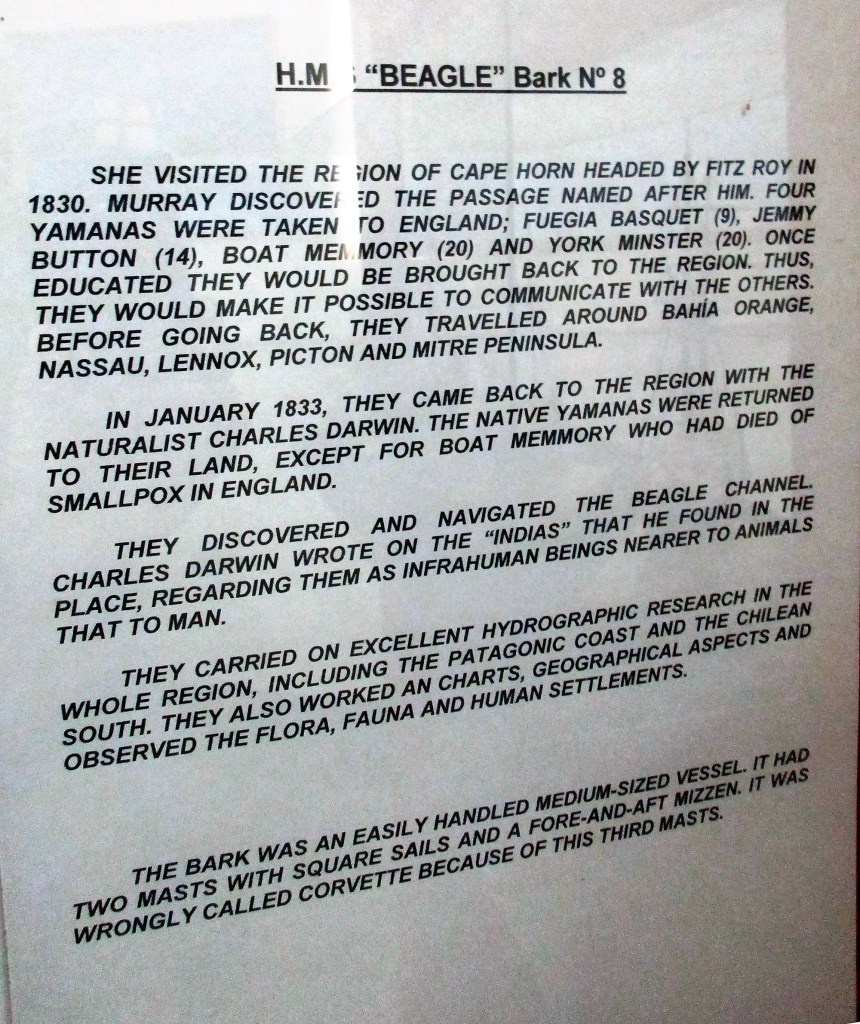 H.M.S "BEAGLE" Bark Nº 8
SHE VISITED THE REGION OF CAPE HORN HEADED BY FITZ ROY IN
1830. MURRAY DISCOVERED THE PASSAGE NAMED AFTER HIM. FOUR
YAMANAS WERE TAKEN TO ENGLAND; FUEGIA BASQUET (9), JEMMY
BUTTON (14), BOAT MEMMORY (20) AND YORK MINSTER (20). ONCE
EDUCATED THEY WOULD BE BROUGHT BACK TO THE REGION. THUS,
THEY WOULD MAKE IT POSSIBLE TO COMMUNICATE WITH THE OTHERS.
BEFORE GOING BACK, THEY TRAVELLED AROUND BAHÍA ORANGE,
NASSAU, LENNOX, PICTON AND MITRE PENINSULA.
IN JANUARY 1833, THEY CAME BACK TO THE REGION WITH THE
NATURALIST CHARLES DARWIN. THE NATIVE YAMANAS WERE RETURNED
TO THEIR LAND, EXCEPT FOR BOAT MEMMORY WHO HAD DIED OF
SMALLPOX IN ENGLAND.
THEY DISCOVERED AND NAVIGATED THE BEAGLE CHANNEL.
CHARLES DARWIN WROTE ON THE "INDIAS" THAT HE FOUND IN THE
PLACE, REGARDING THEM AS INFRAHUMAN BEINGS NEARER TO ANIMALS
THAT TO MAN.
THEY CARRIED ON EXCELLENT HYDROGRAPHIC RESEARCH IN THE
WHOLE REGION, INCLUDING THE PATAGONIC COAST AND THE CHILEAN
SOUTH. THEY ALSO WORKED AN CHARTS, GEOGRAPHICAL ASPECTS AND
OBSERVED THE FLORA, FAUNA AND HUMAN SETTLEMENTS.
THE BARK WAS AN EASILY HANDLED MEDIUM-SIZED VESSEL. IT HAD
TWO MASTS WITH SQUARE SAILS AND A FORE-AND-AFT MIZZEN. IT WAS
WRONGLY CALLED CORVETTE BECAUSE OF THIS THIRD MASTS.